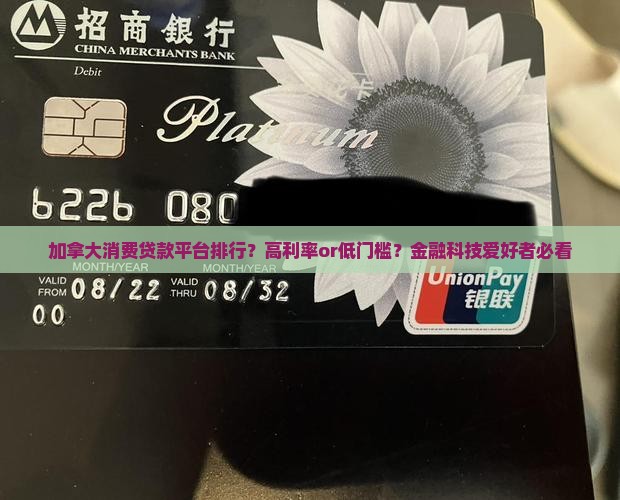 招商银行
CHINA MERCHANTS BANK
Debit
Platinum
6226 080
加拿大消费贷款平台排行？高利率or低门槛？金融科技爱好者必看
MONTH/YEAR MONTH/YEAR
VALID FROM 08/22 VALID THRU 08/32
00
UnionPay
银联